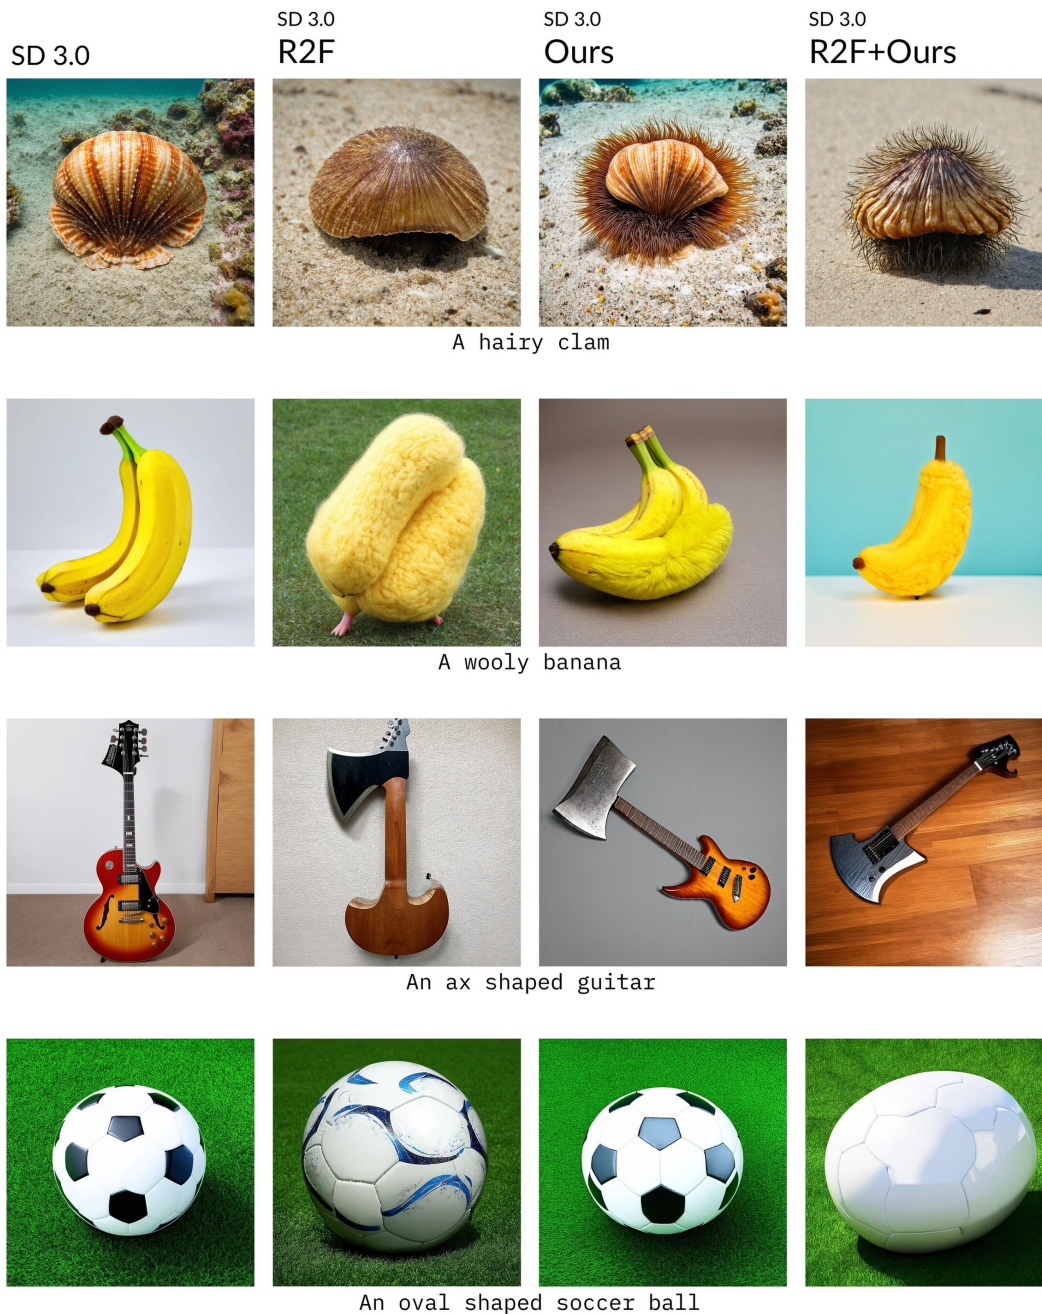 SD 3.0
SD 3.0
R2F
SD 3.0
Ours
SD 3.0
R2F+Ours
A hairy clam
A wooly banana
An ax shaped guitar
An oval shaped soccer ball